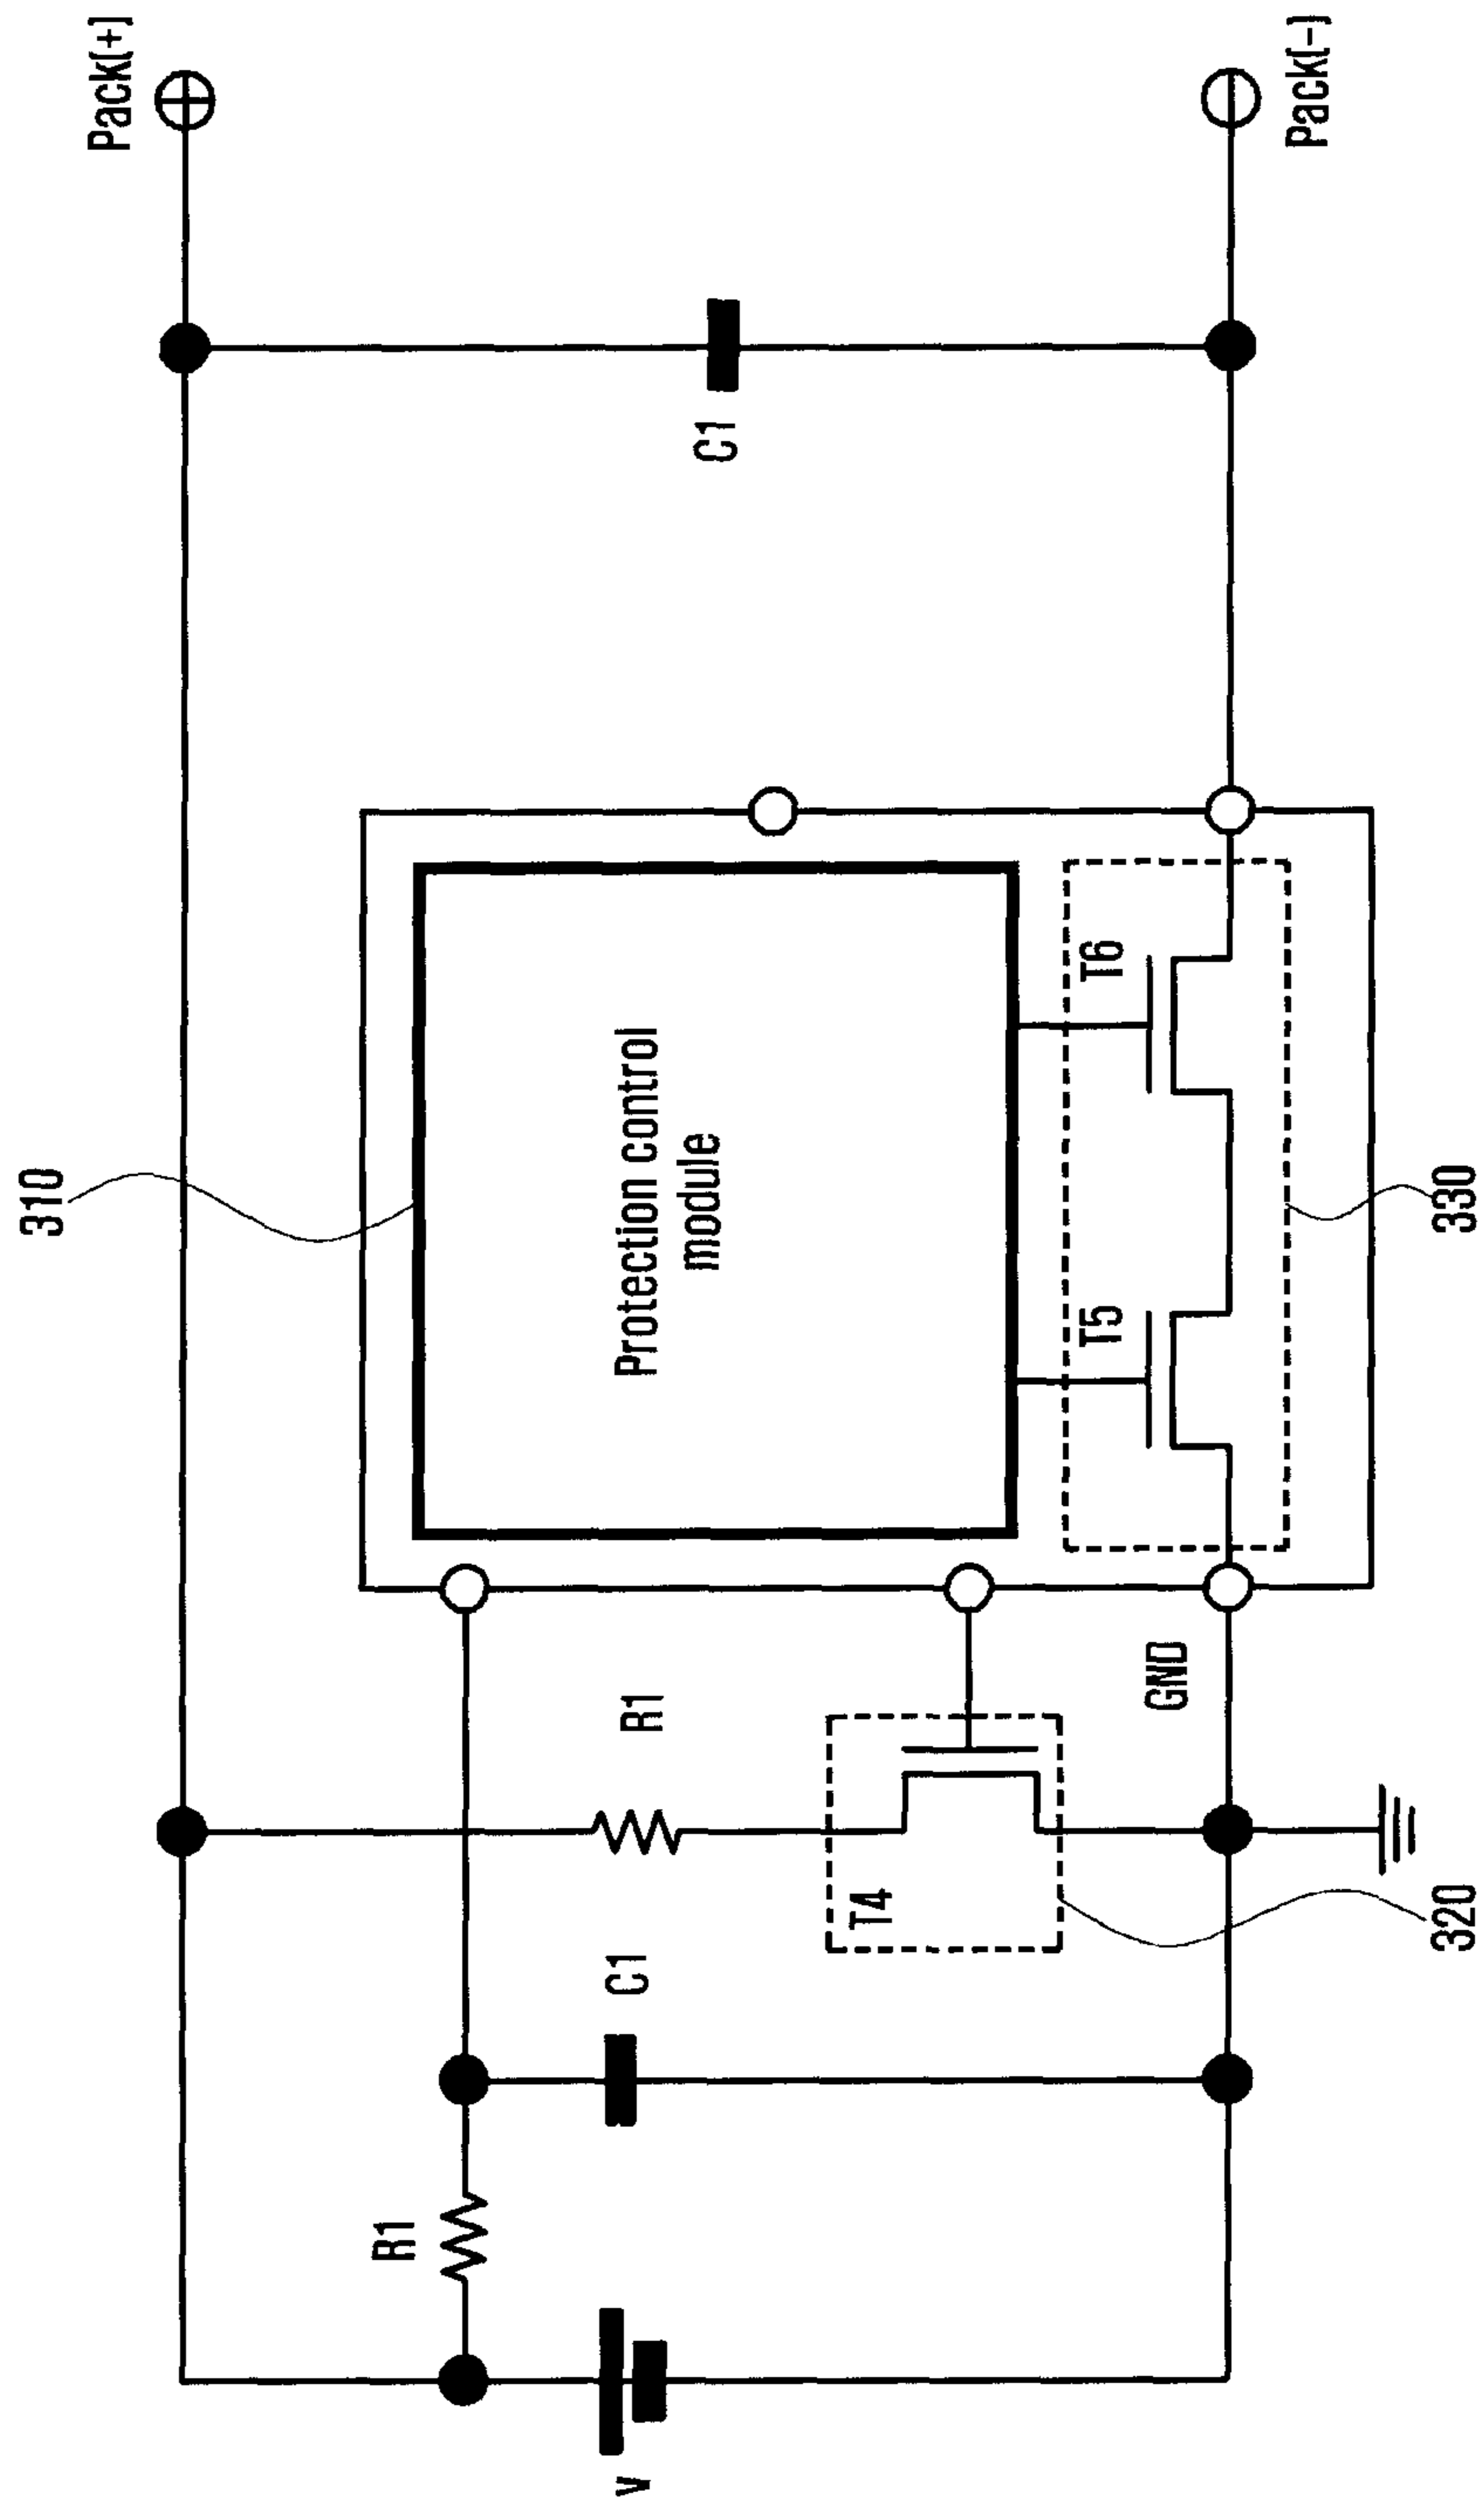 310
Pack(+)
R1
Protection control
module
C1
V
C1
R1
T4
T5
T6
GND
Pack(-)
320
330